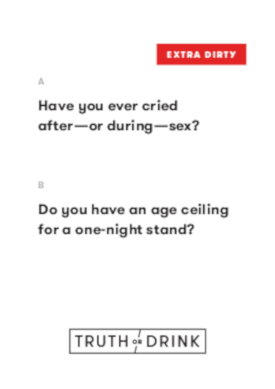 EXTRA DIRTY
A
Have you ever cried
after—or during—sex?
B
Do you have an age ceiling
for a one-night stand?
TRUTH OR DRINK